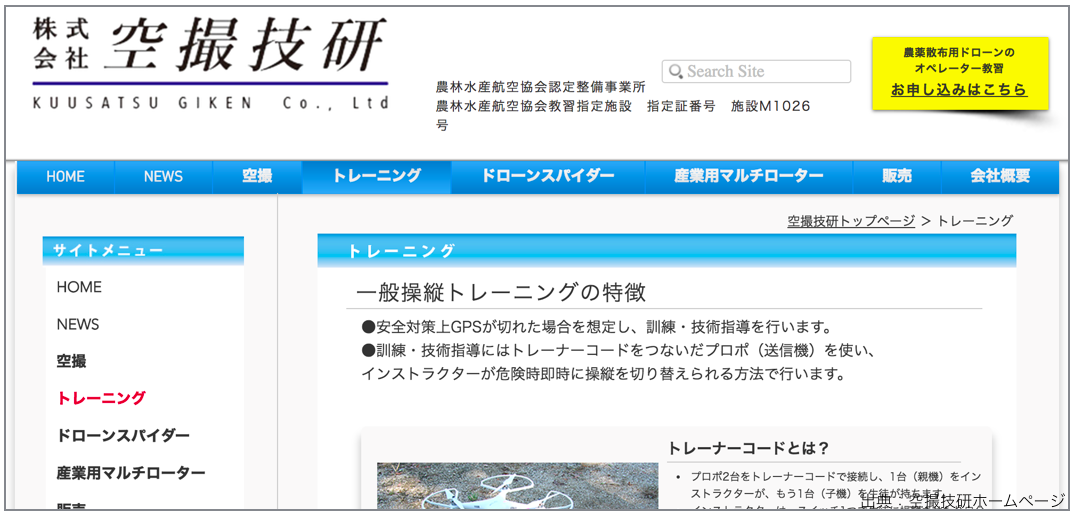 株式会社 空撮技研
KUUSATSU GIKEN Co., Ltd
農林水産航空協会認定整備事業所
農林水産航空協会教習指定施設　指定証番号　施設M1026
号
Search Site
農薬散布用ドローンの
オペレーター教習
お申し込みはこちら
HOME NEWS 空撮 トレーニング ドローンスパイダー 産業用マルチローター 販売 会社概要
空撮技研トップページ > トレーニング
サイトメニュー
HOME
NEWS
空撮
トレーニング
ドローンスパイダー
産業用マルチローター
販売
トレーニング
一般操縦トレーニングの特徴
●安全対策上GPSが切れた場合を想定し、訓練・技術指導を行います。
●訓練・技術指導にはトレーナーコードをつないだプロポ（送信機）を使い、
インストラクターが危険時即時に操縦を切り替えられる方法で行います。
トレーナーコードとは？
• プロポ2台をトレーナーコードで接続し、1台（親機）をイン
ストラクターが、もう1台（子機）を生徒が持ちます。
出典：空撮技研ホームページ